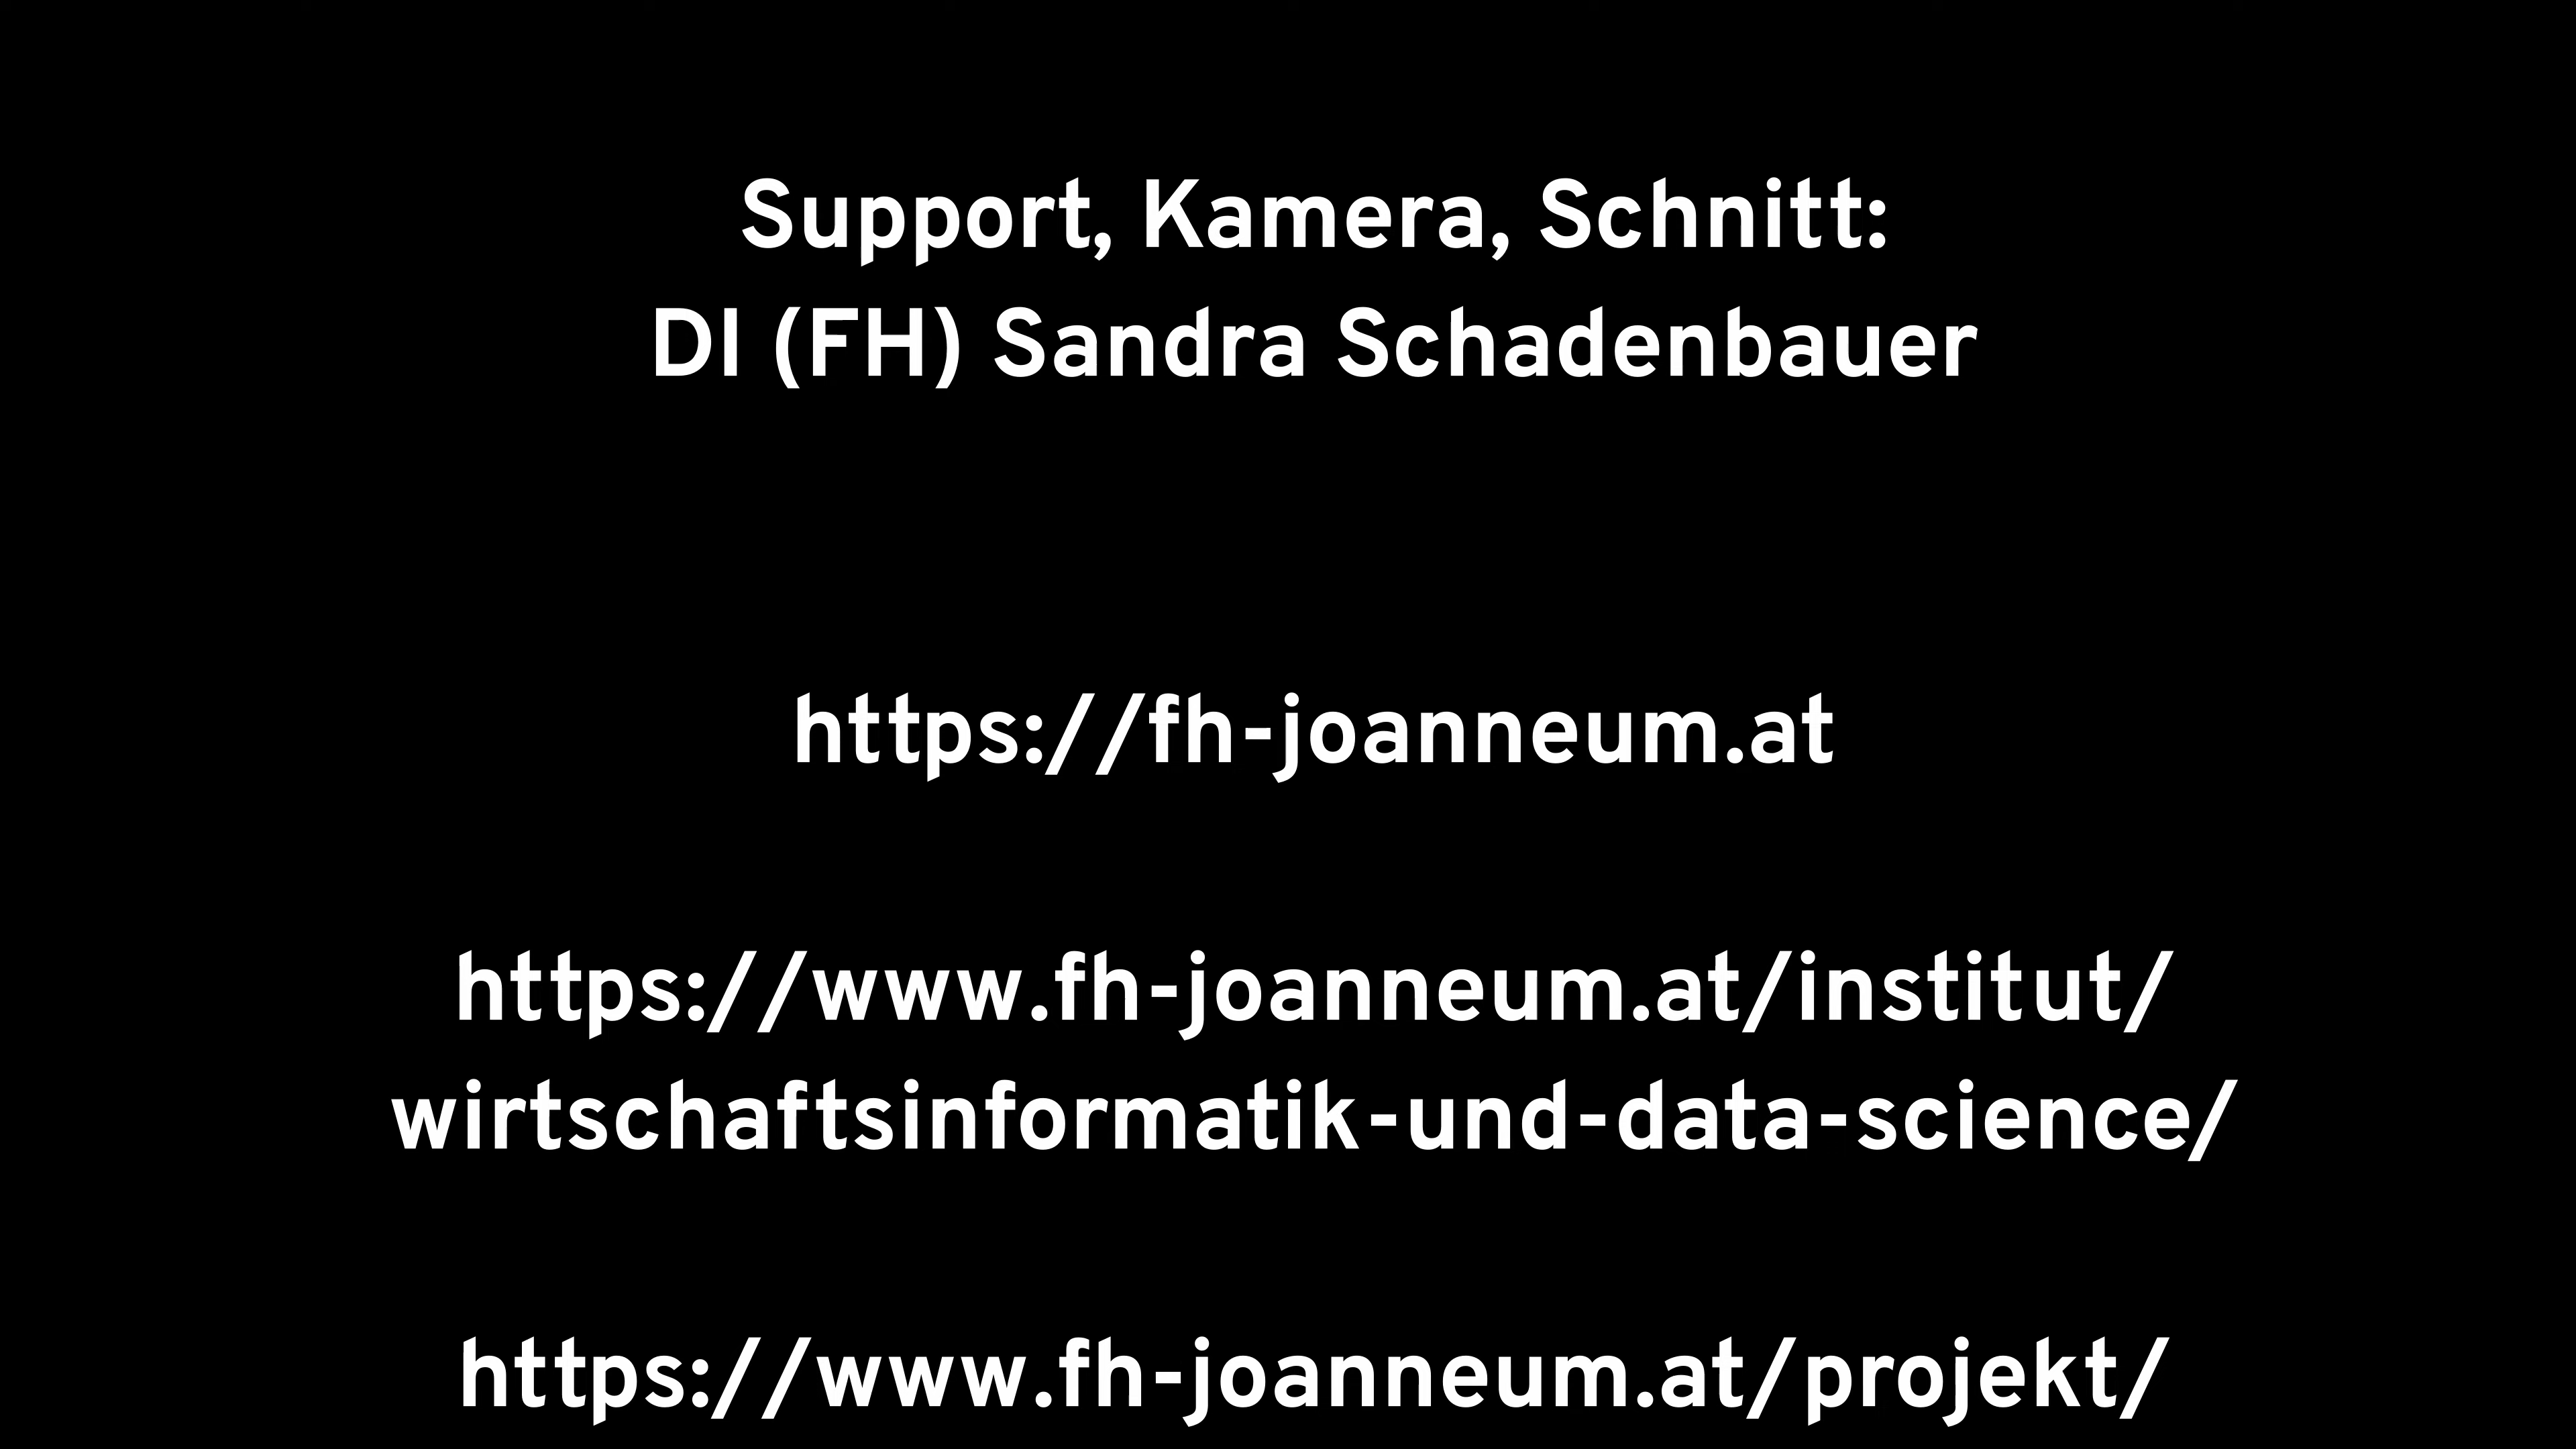 Support, Kamera, Schnitt:
DI (FH) Sandra Schadenbauer
https://fh-joanneum.at
https://www.fh-joanneum.at/institut/
wirtschaftsinformatik-und-data-science/
https://www.fh-joanneum.at/projekt/